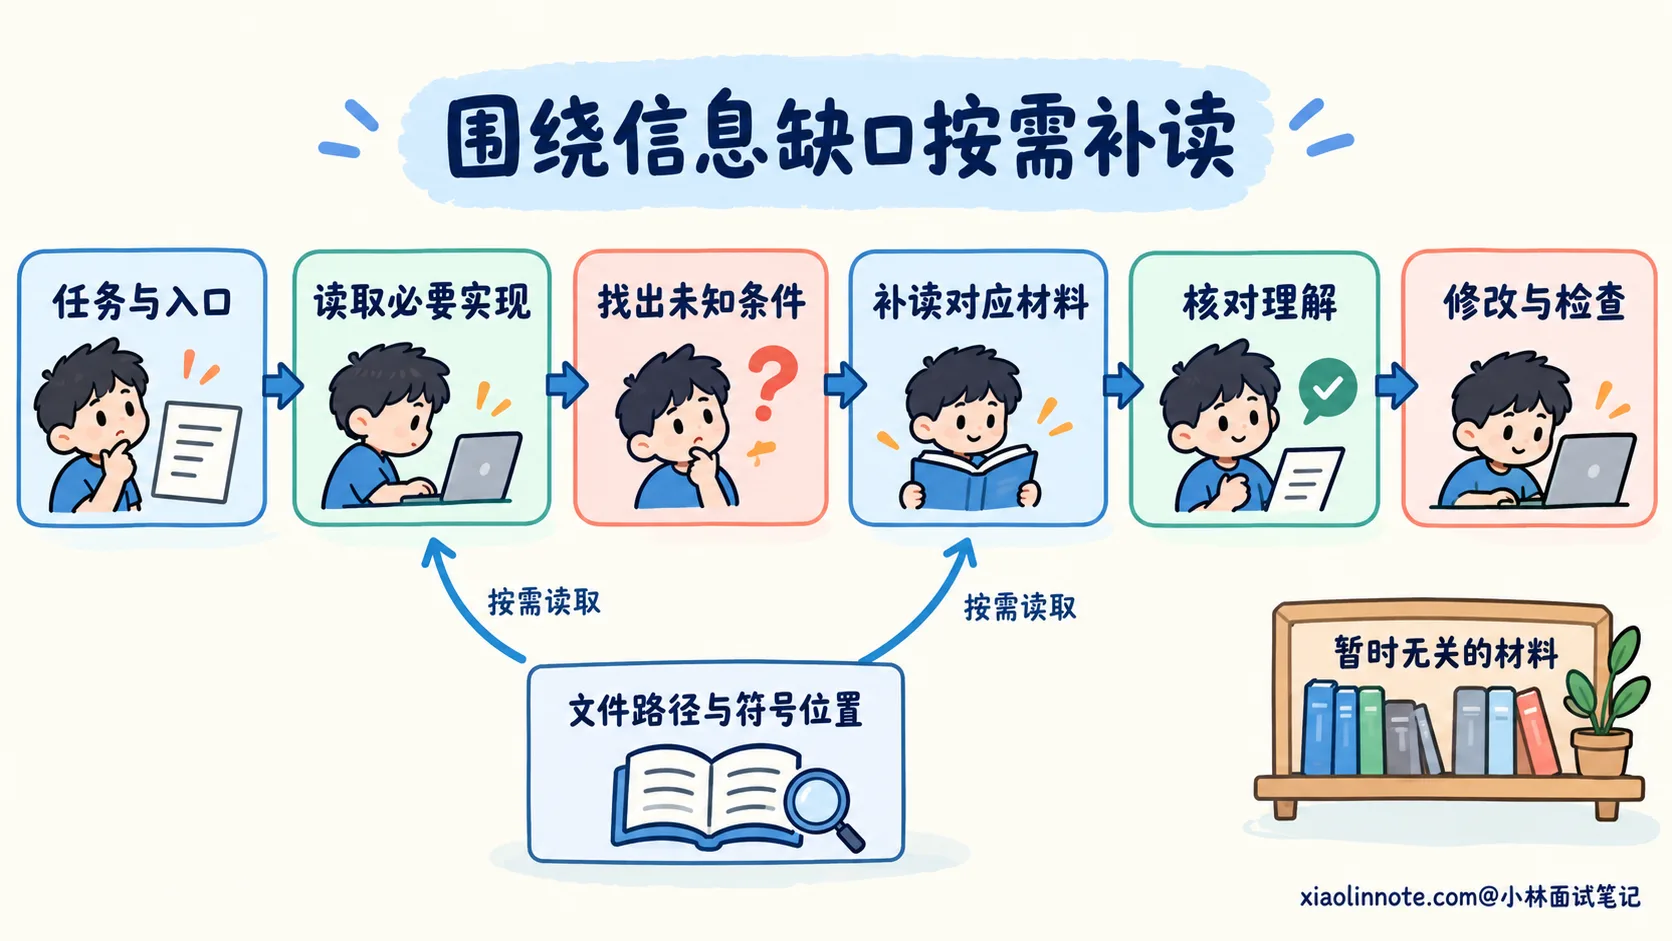 围绕信息缺口按需补读
任务与入口
读取必要实现
找出未知条件
补读对应材料
核对理解
修改与检查
按需读取
按需读取
文件路径与符号位置
暂时无关的材料
xiaolinnote.com@小林面试笔记